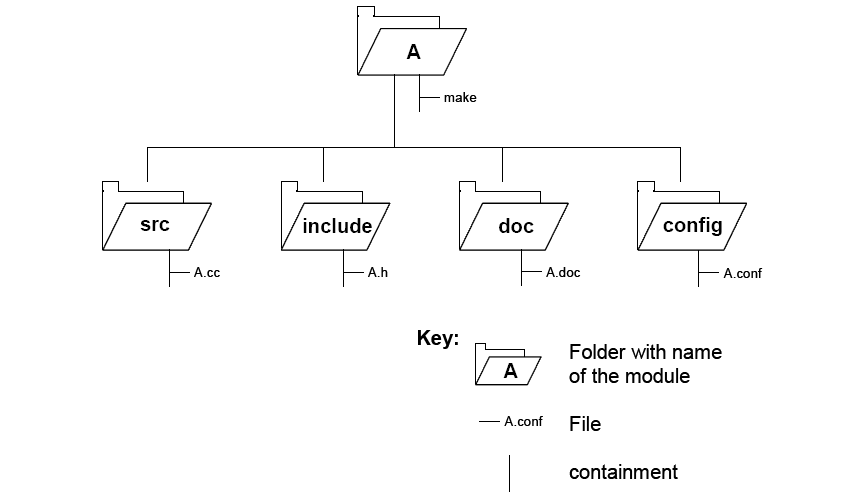 A
make
src
include
doc
config
A.cc
A.h
A.doc
A.conf
Key:
A
Folder with name
of the module
A.conf
File
containment